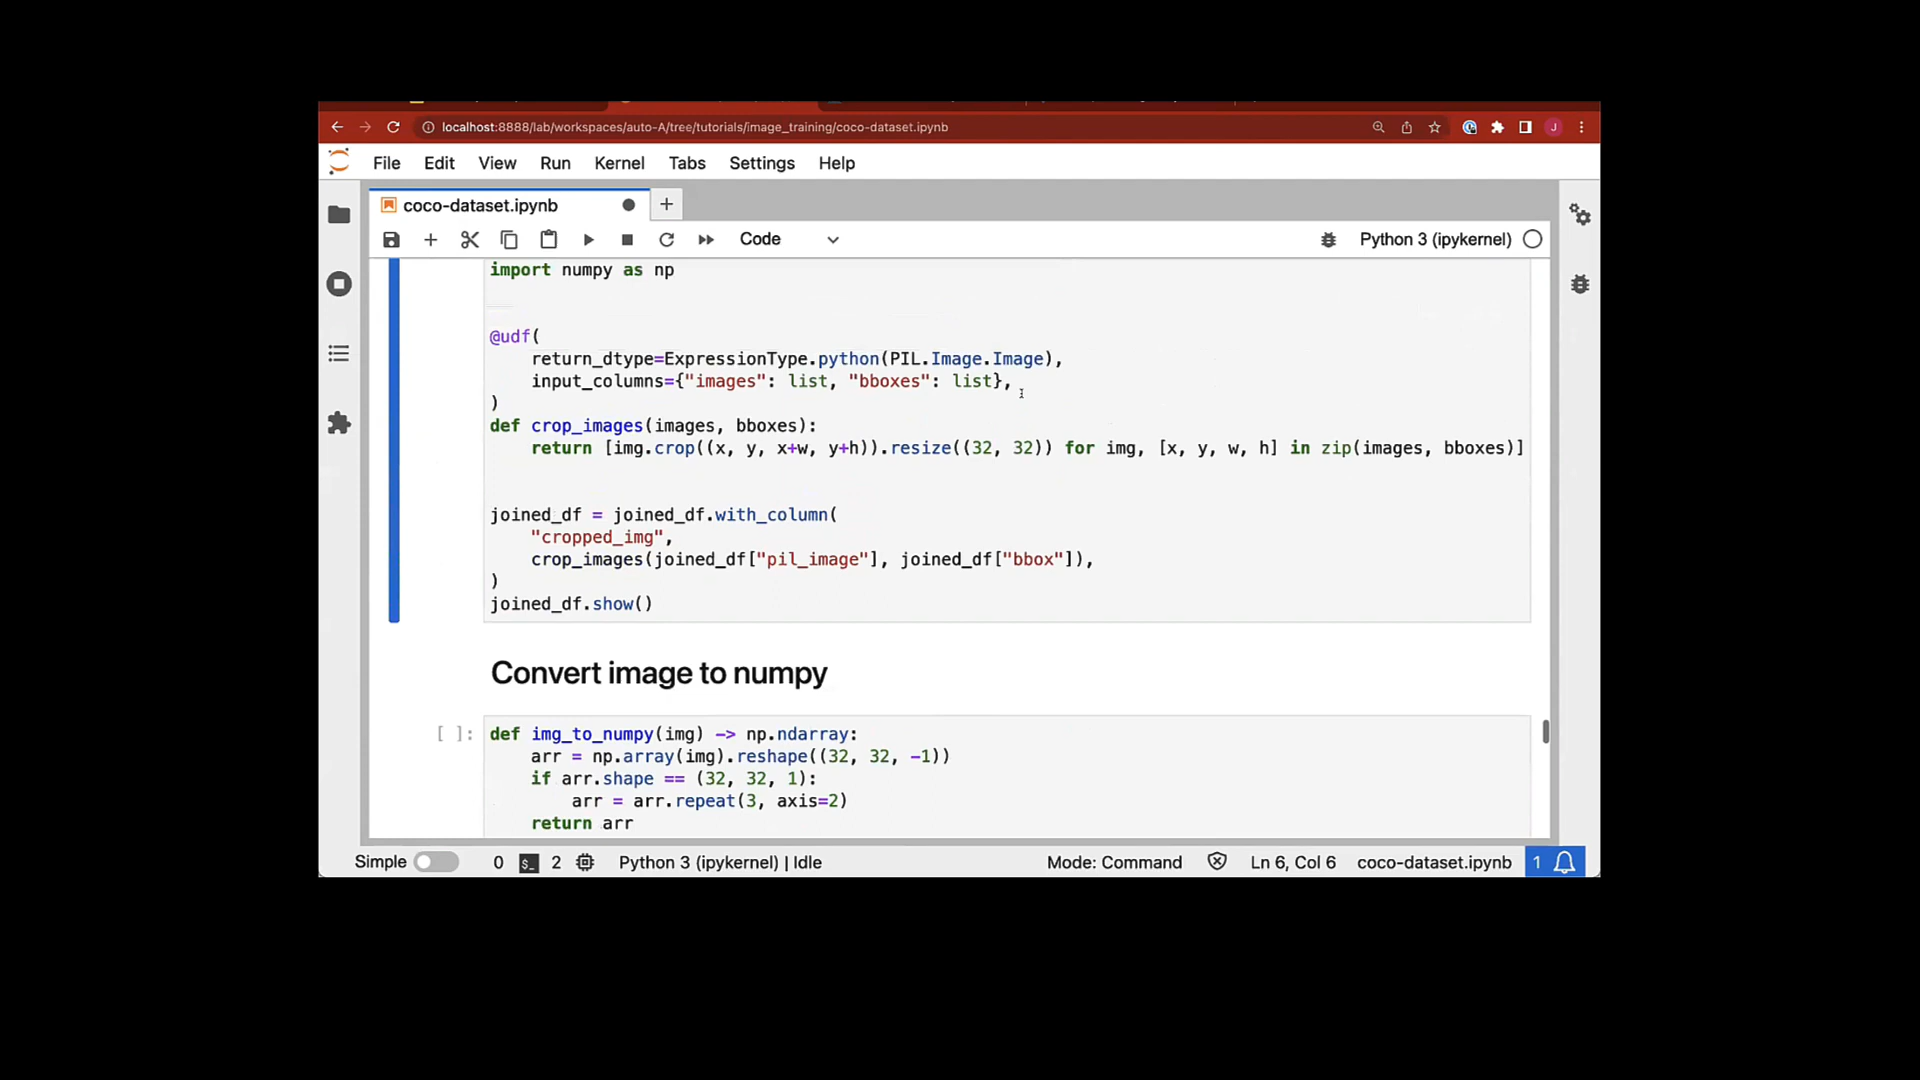 localhost:8888/lab/workspaces/auto-A/tree/tutorials/image_training/coco-dataset.ipynb
J
File Edit View Run Kernel Tabs Settings Help
coco-dataset.ipynb
Code
Python 3 (ipykernel)
import numpy as np
@udf(
    return_dtype=ExpressionType.python(PIL.Image.Image),
    input_columns={"images": list, "bboxes": list},
)
def crop_images(images, bboxes):
    return [img.crop((x, y, x+w, y+h)).resize((32, 32)) for img, [x, y, w, h] in zip(images, bboxes)]
joined_df = joined_df.with_column(
    "cropped_img",
    crop_images(joined_df["pil_image"], joined_df["bbox"]),
)
joined_df.show()
Convert image to numpy
[ ]:
def img_to_numpy(img) -> np.ndarray:
    arr = np.array(img).reshape((32, 32, -1))
    if arr.shape == (32, 32, 1):
        arr = arr.repeat(3, axis=2)
    return arr
Simple 0 $_ 2 Python 3 (ipykernel) | Idle Mode: Command Ln 6, Col 6 coco-dataset.ipynb 1